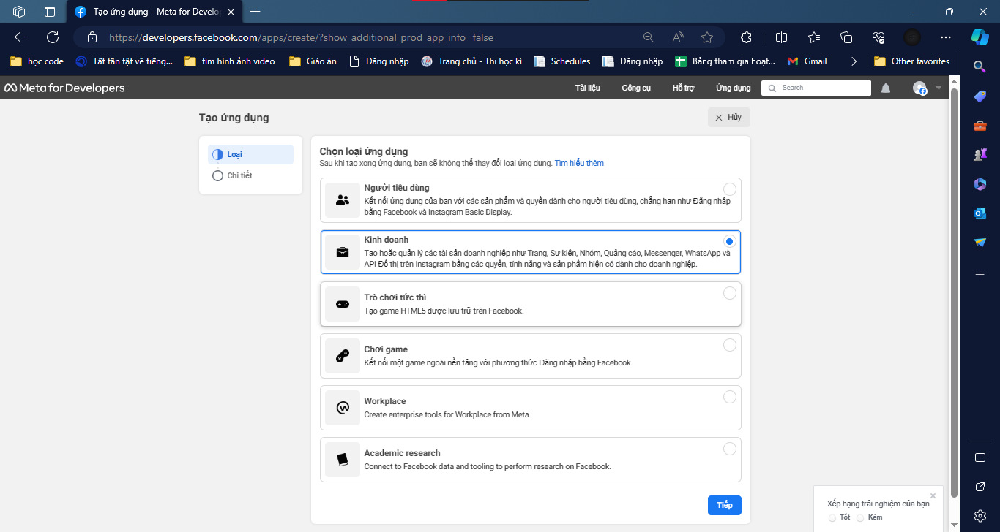 Tạo ứng dụng - Meta for Develo
https://developers.facebook.com/apps/create/?show_additional_prod_app_info=false
học code
Tất tần tật về tiếng...
tìm hình ảnh video
Giáo án
Đăng nhập
Trang chủ - Thi học kì
Schedules
Đăng nhập
Bảng tham gia hoạt...
Gmail
Other favorites
Meta for Developers
Tài liệu
Công cụ
Hỗ trợ
Ứng dụng
Search
Tạo ứng dụng
Hủy
Loại
Chi tiết
Chọn loại ứng dụng
Sau khi tạo xong ứng dụng, bạn sẽ không thể thay đổi loại ứng dụng. Tìm hiểu thêm
Người tiêu dùng
Kết nối ứng dụng của bạn với các sản phẩm và quyền dành cho người tiêu dùng, chẳng hạn như Đăng nhập
bằng Facebook và Instagram Basic Display.
Kinh doanh
Tạo hoặc quản lý các tài sản doanh nghiệp như Trang, Sự kiện, Nhóm, Quảng cáo, Messenger, WhatsApp và
API Đồ thị trên Instagram bằng các quyền, tính năng và sản phẩm hiện có dành cho doanh nghiệp.
Trò chơi tức thì
Tạo game HTML5 được lưu trữ trên Facebook.
Chơi game
Kết nối một game ngoài nền tảng với phương thức Đăng nhập bằng Facebook.
Workplace
Create enterprise tools for Workplace from Meta.
Academic research
Connect to Facebook data and tooling to perform research on Facebook.
Tiếp
Xếp hạng trải nghiệm của bạn
Tốt
Kém